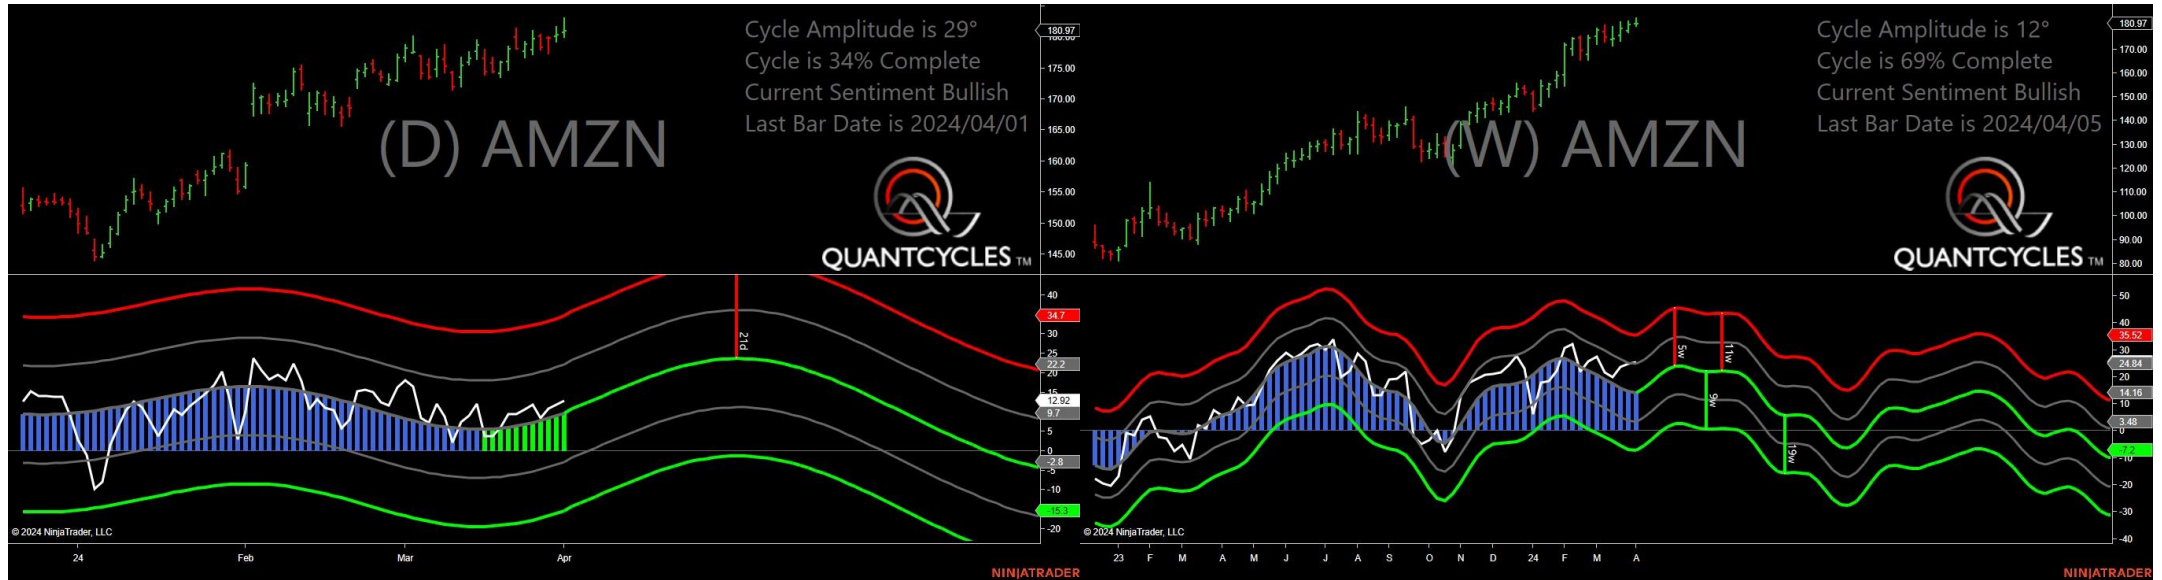 Cycle Amplitude is 29°
Cycle is 34% Complete
Current Sentiment Bullish
Last Bar Date is 2024/04/01
(D) AMZN
QUANTCYCLES TM
180.97
175.00
170.00
165.00
160.00
155.00
150.00
145.00
40
34.7
30
25
22.2
20
15
12.92
9.7
5
0
-2.8
-5
-10
-15.3
-20
21d
© 2024 NinjaTrader, LLC
24 Feb Mar Apr
NINJATRADER
Cycle Amplitude is 12°
Cycle is 69% Complete
Current Sentiment Bullish
Last Bar Date is 2024/04/05
(W) AMZN
QUANTCYCLES TM
180.97
170.00
160.00
150.00
140.00
130.00
120.00
110.00
100.00
90.00
80.00
50
40
35.52
30
24.84
20
14.16
10
3.48
0
-7.2
-10
-20
-30
-40
5w
11w
9w
19w
© 2024 NinjaTrader, LLC
23 F M A M J J A S O N D 24 F M A
NINJATRADER